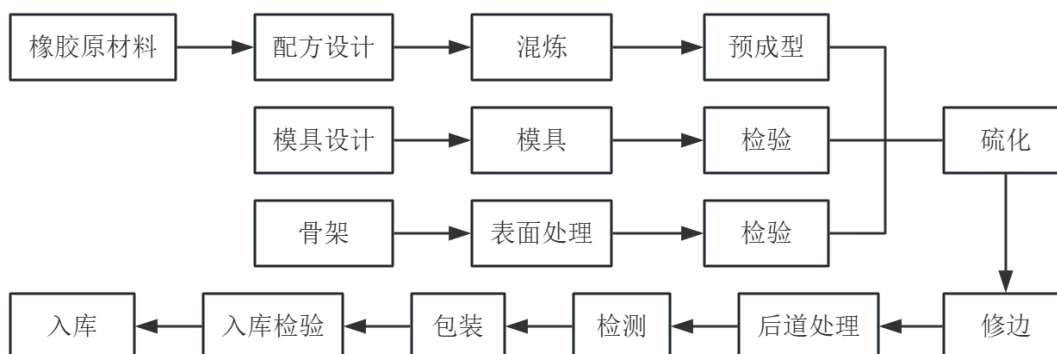 橡胶原材料
配方设计
混炼
预成型
模具设计
模具
检验
硫化
骨架
表面处理
检验
入库
入库检验
包装
检测
后道处理
修边